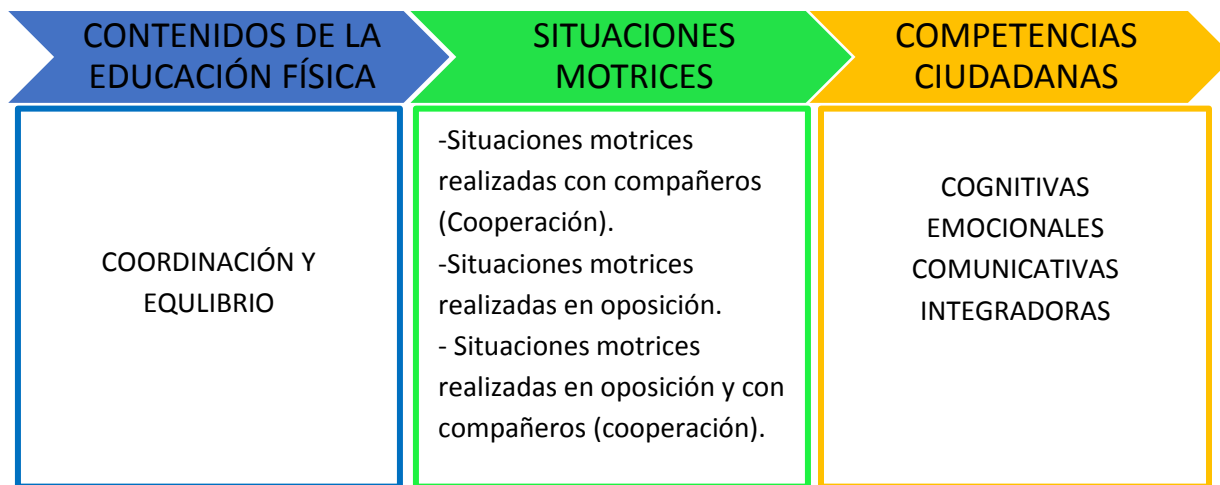 CONTENIDOS DE LA
EDUCACIÓN FÍSICA
COORDINACIÓN Y
EQULIBRIO
SITUACIONES
MOTRICES
-Situaciones motrices
realizadas con compañeros
(Cooperación).
-Situaciones motrices
realizadas en oposición.
- Situaciones motrices
realizadas en oposición y con
compañeros (cooperación).
COMPETENCIAS
CIUDADANAS
COGNITIVAS
EMOCIONALES
COMUNICATIVAS
INTEGRADORAS